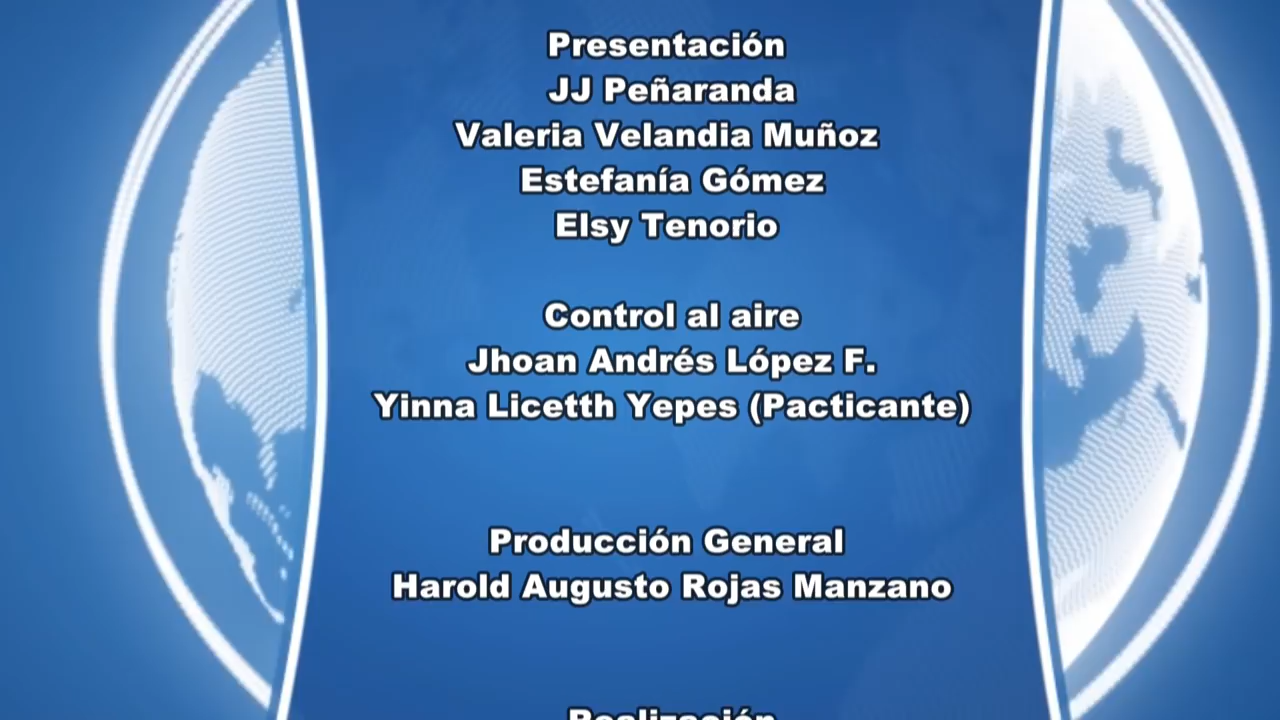 Presentación
JJ Peñaranda
Valeria Velandia Muñoz
Estefanía Gómez
Elsy Tenorio
Control al aire
Jhoan Andrés López F.
Yinna Licetth Yepes (Pacticante)
Producción General
Harold Augusto Rojas Manzano
Realización